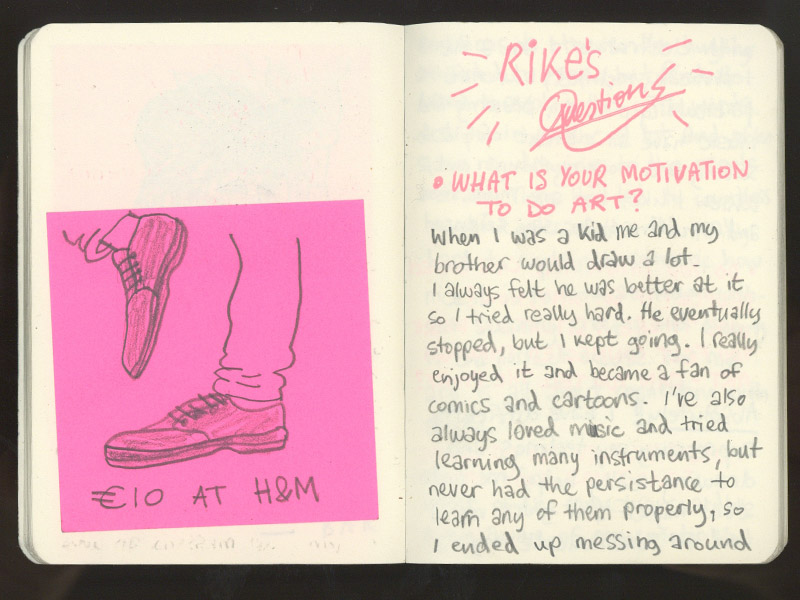 €10 AT H&M
RiKE's
Questions
• WHAT IS YOUR MOTIVATION
TO DO ART?
When I was a kid me and my
brother would draw a lot.
I always felt he was better at it
so I tried really hard. He eventually
stopped, but I kept going. I really
enjoyed it and became a fan of
comics and cartoons. I've also
always loved music and tried
learning many instruments, but
never had the persistance to
learn any of them properly, so
I ended up messing around